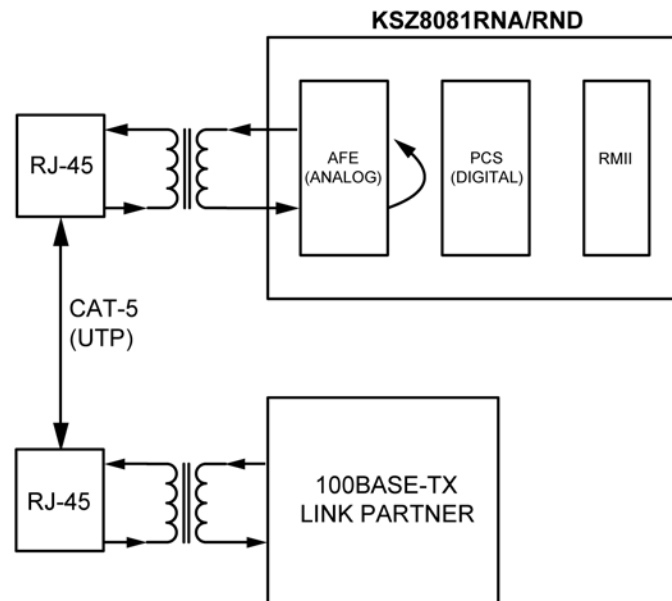 KSZ8081RNA/RND
RJ-45
AFE
(ANALOG)
PCS
(DIGITAL)
RMII
CAT-5
(UTP)
RJ-45
100BASE-TX
LINK PARTNER